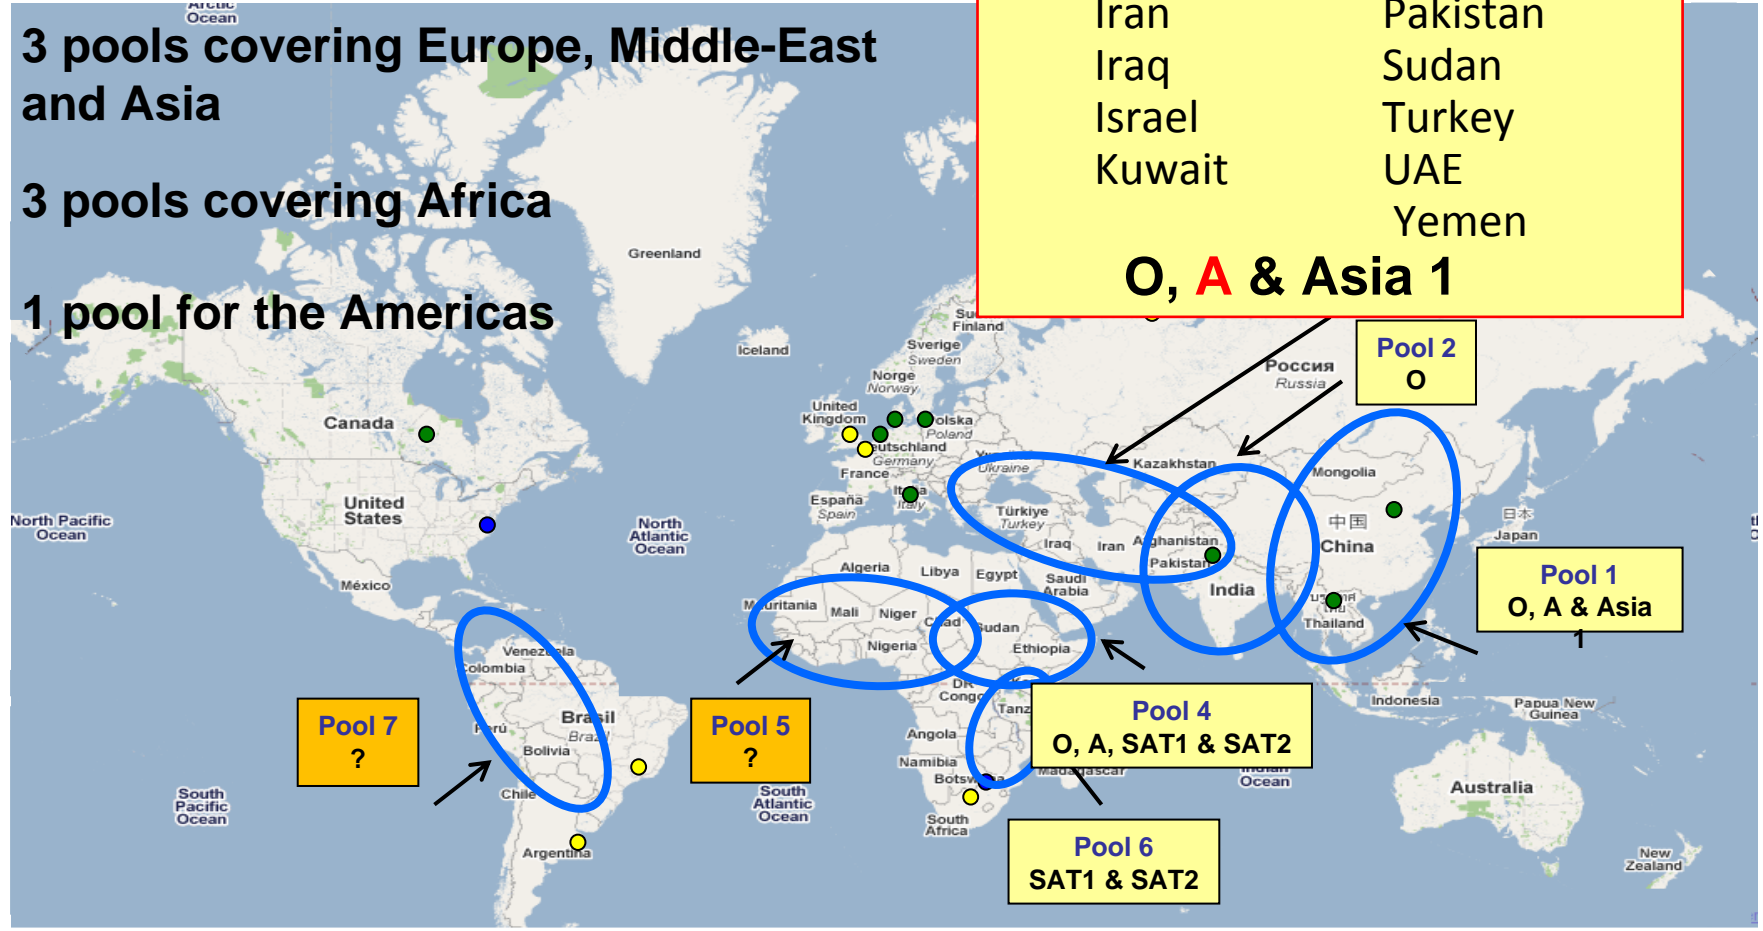 Arctic
Ocean
3 pools covering Europe, Middle-East
and Asia
3 pools covering Africa
1 pool for the Americas
Iran Pakistan
Iraq Sudan
Israel Turkey
Kuwait UAE
Yemen
O, A & Asia 1
Greenland
Iceland
Finland
Sverige
Sweden
Norge
Norway
Россия
Russia
Pool 2
O
United
Kingdom
Polska
Poland
Deutschland
Germany
Ukraine
Kazakhstan
Mongolia
France
Italia
Italy
España
Spain
Türkiye
Turkey
Canada
United
States
North Pacific
Ocean
North
Atlantic
Ocean
中国
China
日本
Japan
Iraq
Iran
Afghanistan
Pakistan
India
Algeria
Libya
Egypt
Saudi
Arabia
México
Mauritania
Mali
Niger
Chad
Sudan
Nigeria
Ethiopia
Thailand
Pool 1
O, A & Asia
1
Venezuela
Colombia
DR
Congo
Indonesia
Papua New
Guinea
Pool 7
?
Perú
Brasil
Brazil
Bolivia
Pool 5
?
Angola
Pool 4
O, A, SAT1 & SAT2
Namibia
Botswana
Madagascar
Ocean
South
Pacific
Ocean
Chile
South
Atlantic
Ocean
Australia
South
Africa
Argentina
Pool 6
SAT1 & SAT2
New
Zealand